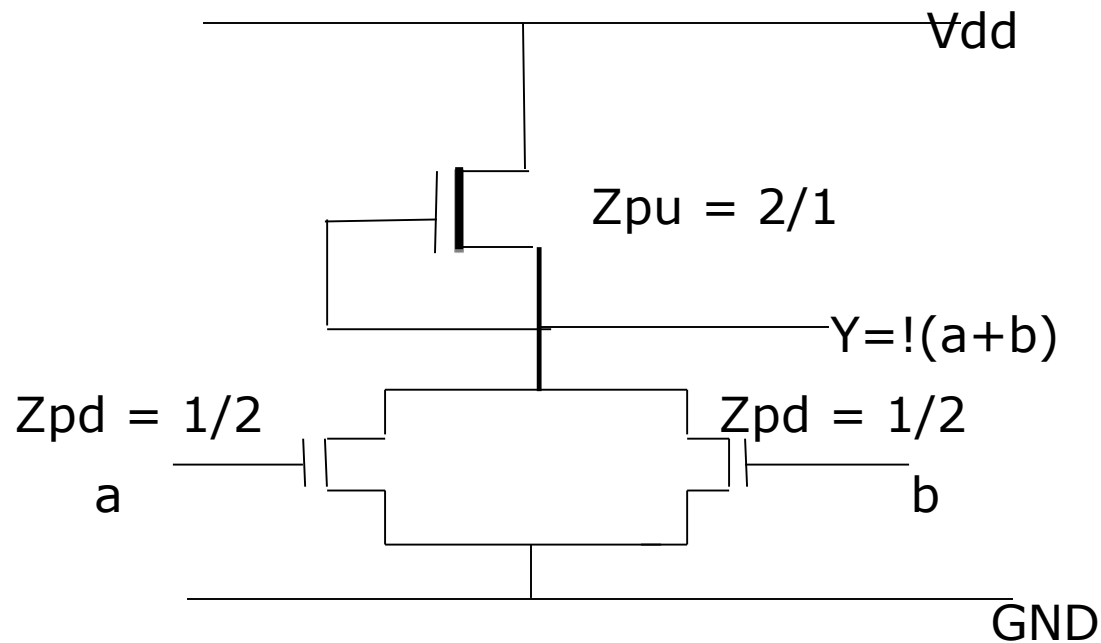 Vdd
Zpu = 2/1
Y=!(a+b)
Zpd = 1/2
Zpd = 1/2
a
b
GND